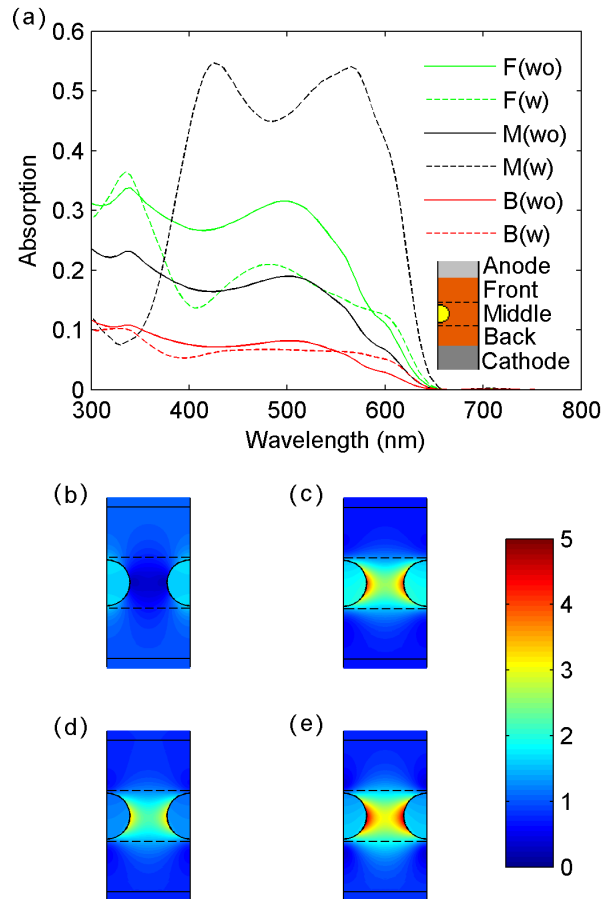 (a)
0.6
0.5
0.4
0.3
0.2
0.1
0
Absorption
300
400
500
600
700
800
Wavelength (nm)
F(wo)
F(w)
M(wo)
M(w)
B(wo)
B(w)
Anode
Front
Middle
Back
Cathode
(b)
(c)
(d)
(e)
5
4
3
2
1
0